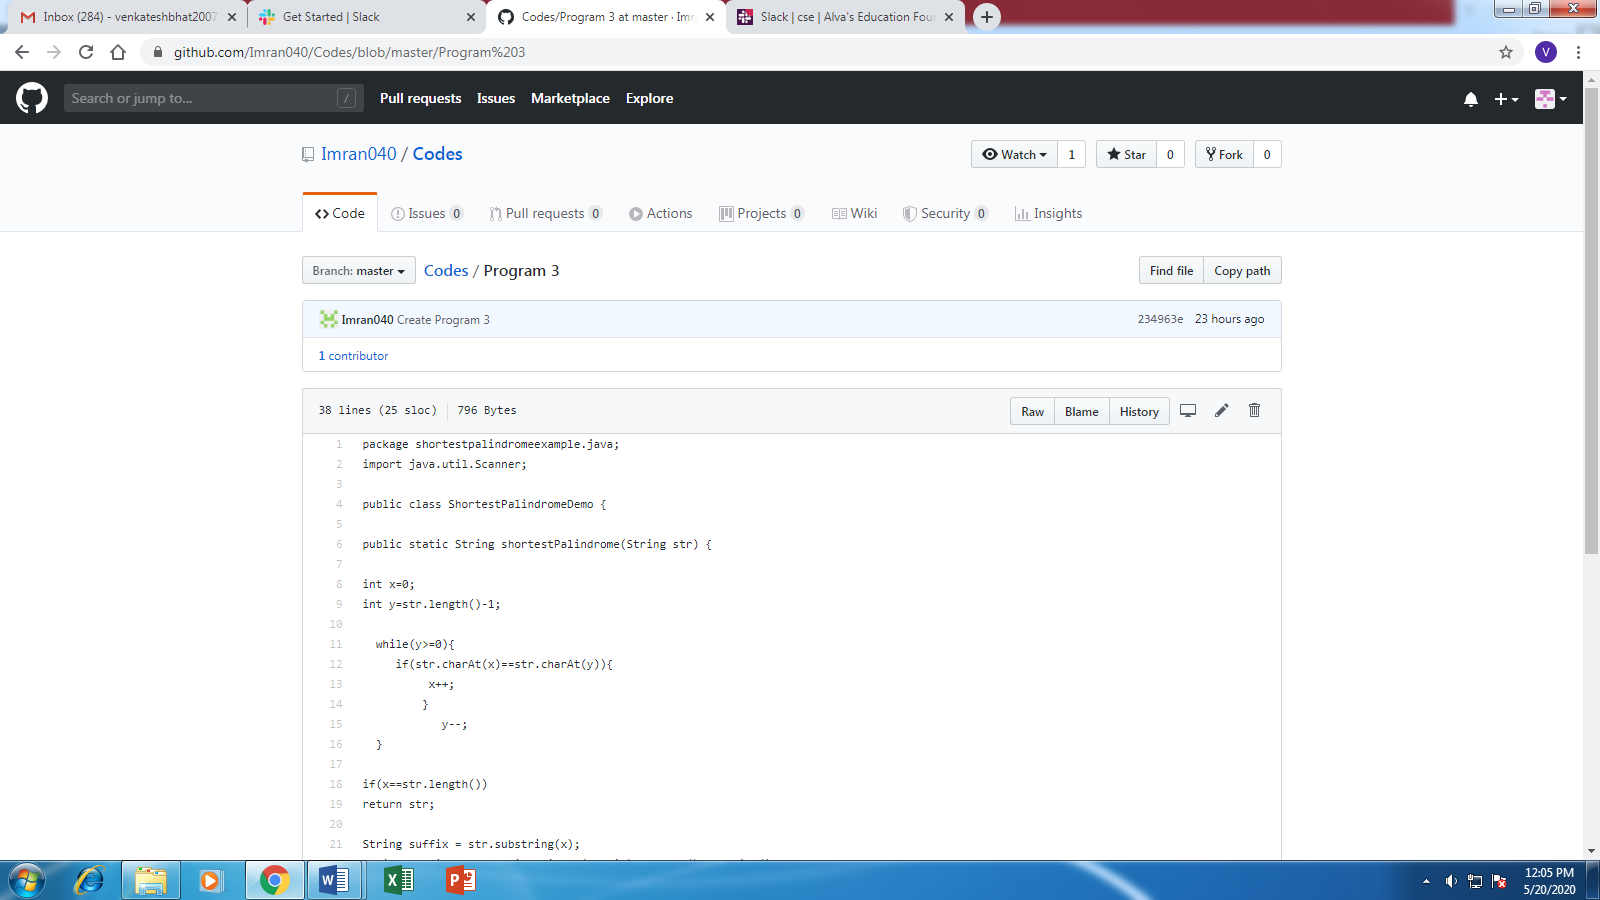 Inbox (284) - venkateshbhat2007
Get Started | Slack
Codes/Program 3 at master · Imra
Slack | cse | Alva's Education Foun
github.com/Imran040/Codes/blob/master/Program%203
V
Search or jump to...
/
Pull requests
Issues
Marketplace
Explore
Imran040 / Codes
Watch 1
Star 0
Fork 0
Code
Issues 0
Pull requests 0
Actions
Projects 0
Wiki
Security 0
Insights
Branch: master
Codes / Program 3
Find file
Copy path
Imran040 Create Program 3
234963e 23 hours ago
1 contributor
38 lines (25 sloc) 796 Bytes
Raw
Blame
History
1 package shortestpalindromeexample.java;
2 import java.util.Scanner;
3
4 public class ShortestPalindromeDemo {
5
6 public static String shortestPalindrome(String str) {
7
8 int x=0;
9 int y=str.length()-1;
10
11 while(y>=0){
12 if(str.charAt(x)==str.charAt(y)){
13 x++;
14 }
15 y--;
16 }
17
18 if(x==str.length())
19 return str;
20
21 String suffix = str.substring(x);
12:05 PM
5/20/2020